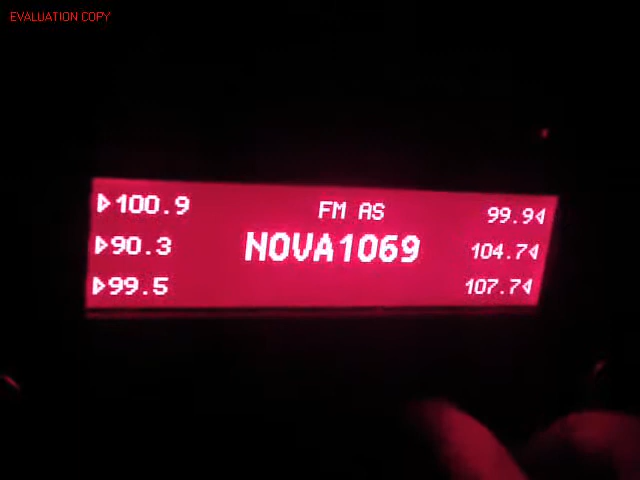 EVALUATION COPY
▷100.9 FM AS 99.9◁
▷90.3 NOVA1069 104.7◁
▷99.5 107.7◁